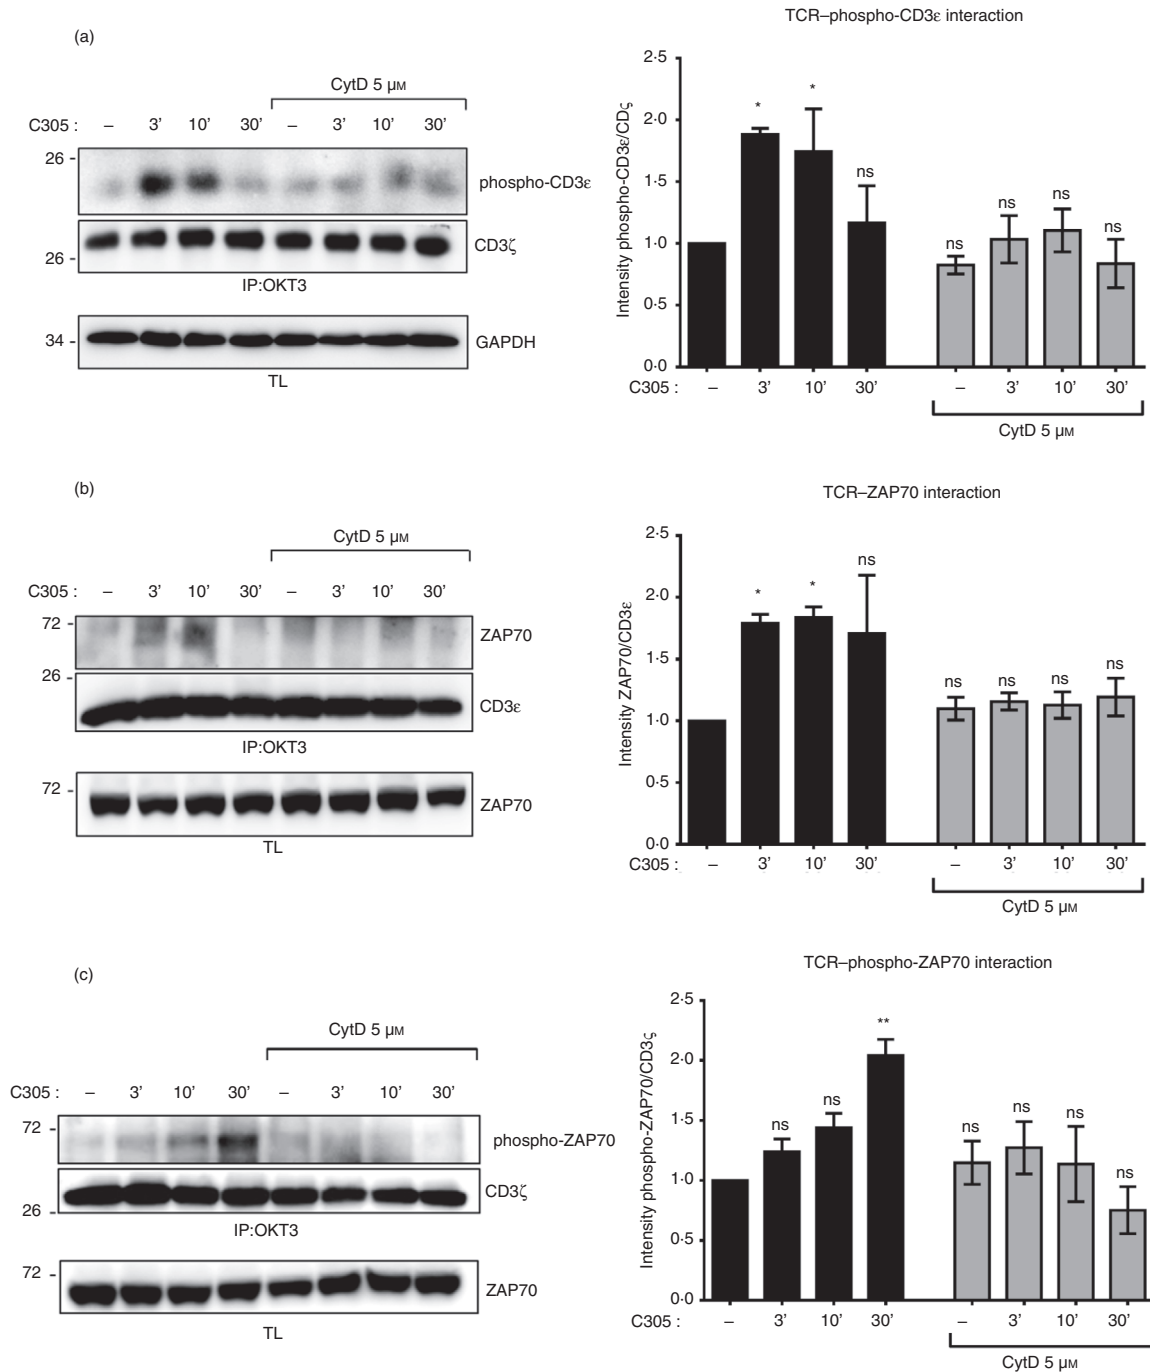 (a)
CytD 5 μM
C305 : – 3' 10' 30' – 3' 10' 30'
26 -
phospho-CD3ε
CD3ζ
26 -
IP:OKT3
34 - GAPDH
TL
TCR–phospho-CD3ε interaction
Intensity phospho-CD3ε/CDς
2·5
2·0
1·5
1·0
0·5
0·0
* * ns ns ns ns ns
C305 : – 3' 10' 30' – 3' 10' 30'
CytD 5 μM
(b)
CytD 5 μM
C305 : – 3' 10' 30' – 3' 10' 30'
72 - ZAP70
26 -
CD3ε
IP:OKT3
72 -
ZAP70
TL
TCR–ZAP70 interaction
Intensity ZAP70/CD3ε
2·5
2·0
1·5
1·0
0·5
0·0
* * ns ns ns ns ns
C305 : – 3' 10' 30' – 3' 10' 30'
CytD 5 μM
(c)
CytD 5 μM
C305 : – 3' 10' 30' – 3' 10' 30'
72 -
phospho-ZAP70
CD3ζ
26 -
IP:OKT3
72 -
ZAP70
TL
TCR–phospho-ZAP70 interaction
Intensity phospho-ZAP70/CD3ς
2·5
2·0
1·5
1·0
0·5
0·0
ns ns ** ns ns ns ns
C305 : – 3' 10' 30' – 3' 10' 30'
CytD 5 μM